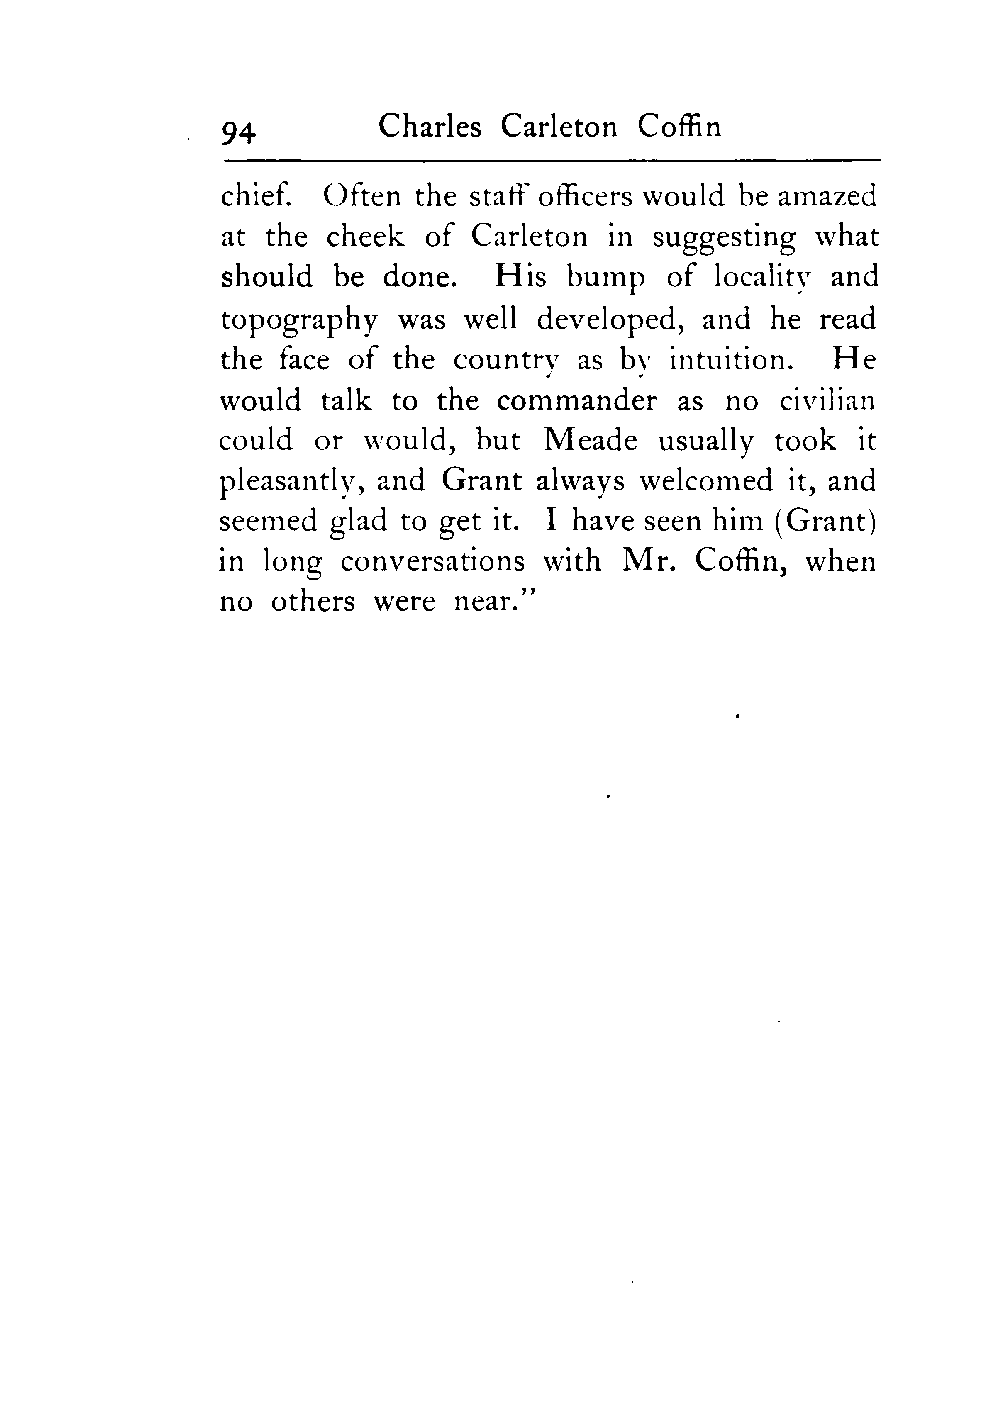 94 Charles Carleton Coffin
chief. Often the staff officers would be amazed
at the cheek of Carleton in suggesting what
should be done. His bump of locality and
topography was well developed, and he read
the face of the country as by intuition. He
would talk to the commander as no civilian
could or would, but Meade usually took it
pleasantly, and Grant always welcomed it, and
seemed glad to get it. I have seen him (Grant)
in long conversations with Mr. Coffin, when
no others were near.”